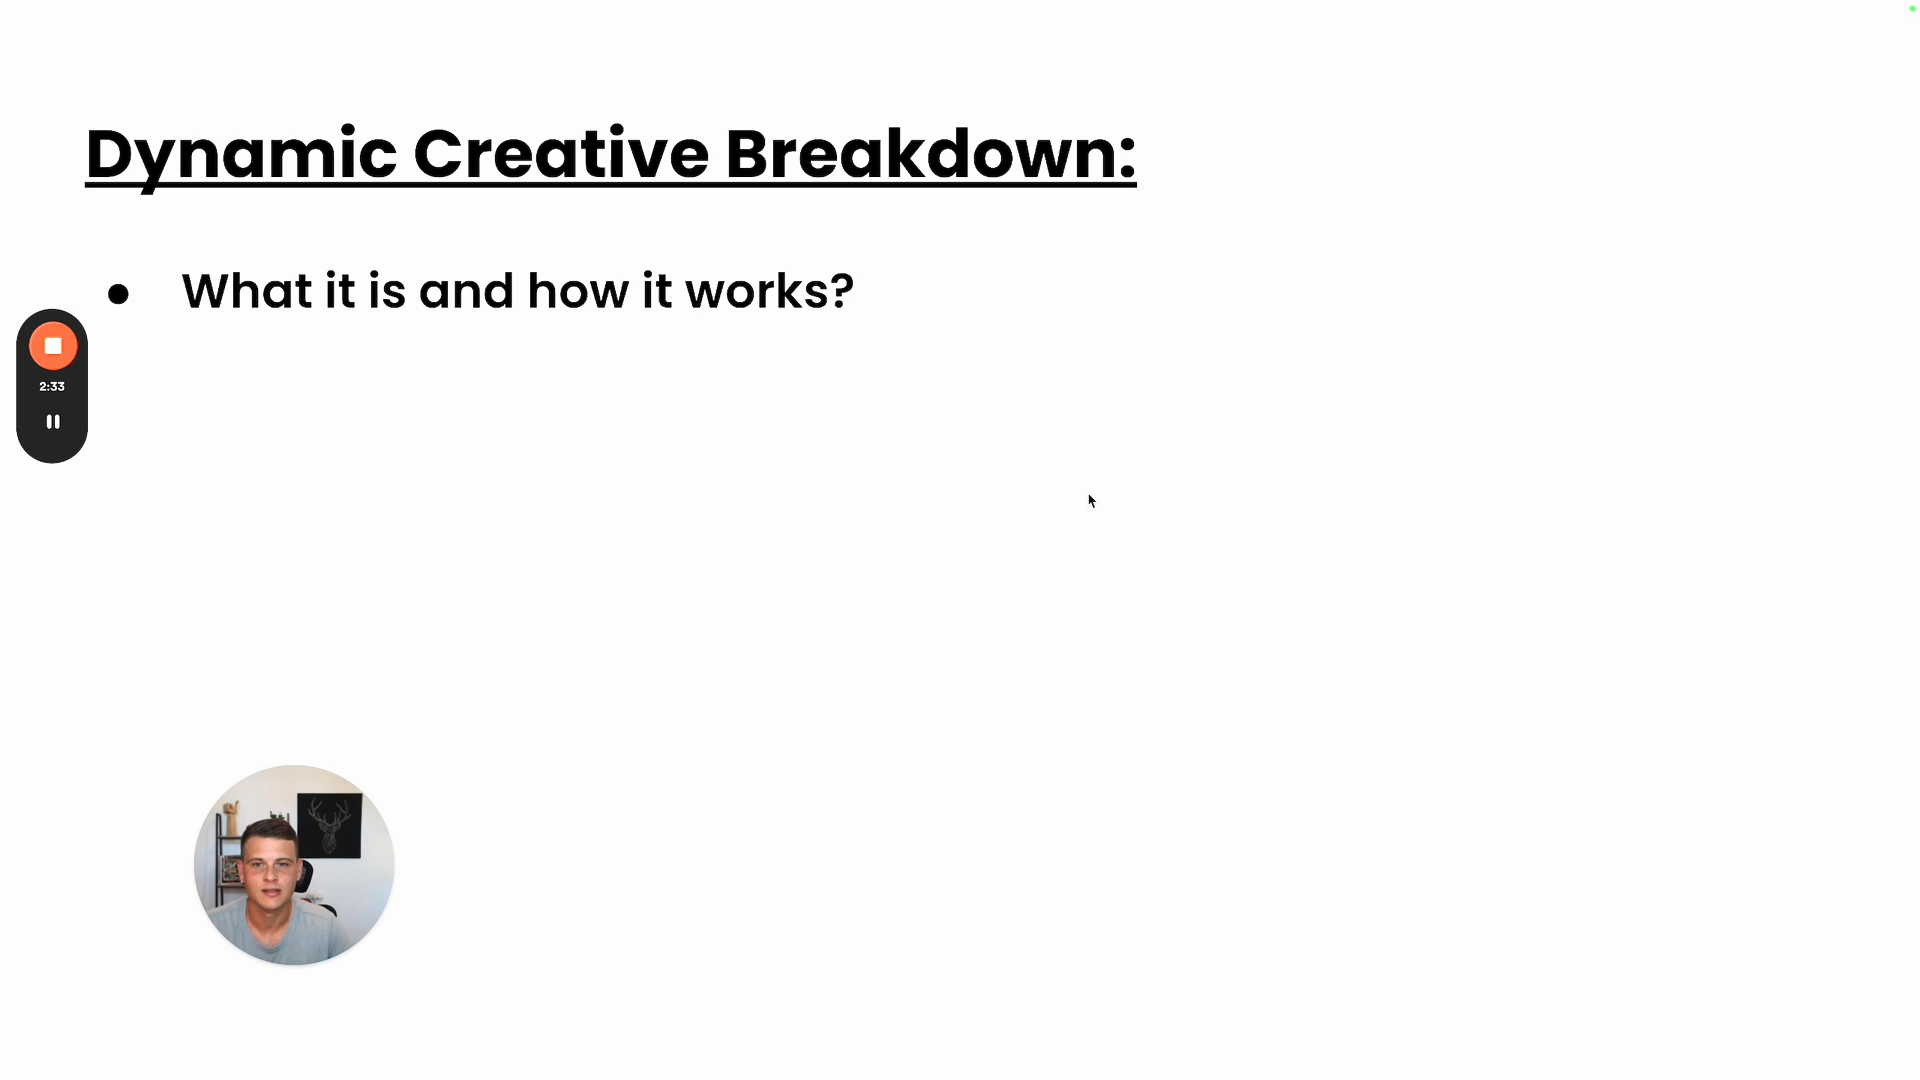 Dynamic Creative Breakdown:
● What it is and how it works?
2:33